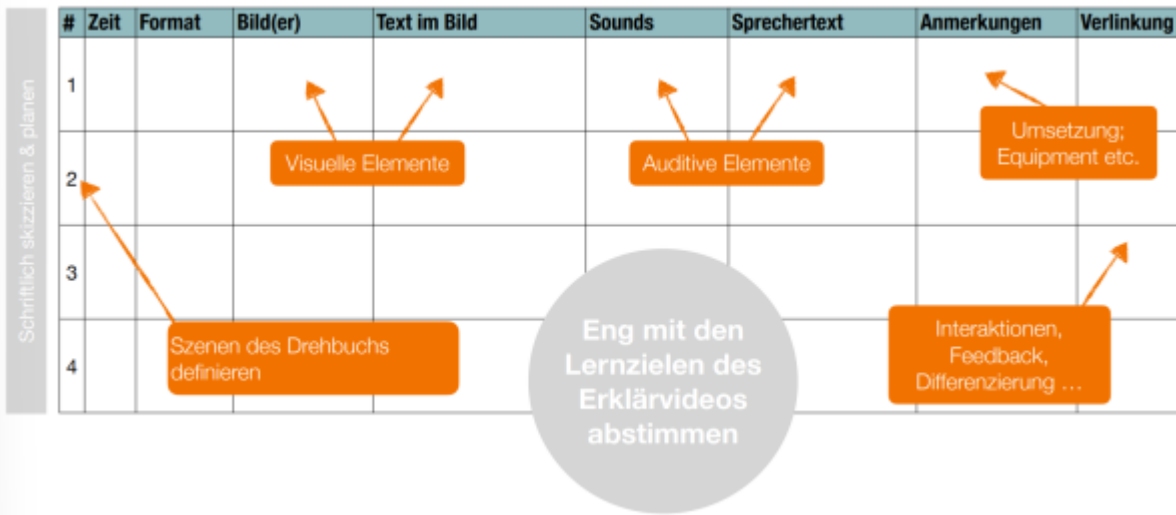 # Zeit Format Bild(er) Text im Bild Sounds Sprechertext Anmerkungen Verlinkung
Schriftlich skizzieren & planen
1
Visuelle Elemente
Auditive Elemente
Umsetzung;
Equipment etc.
2
3
Szenen des Drehbuchs
definieren
4
Eng mit den
Lernzielen des
Erklärvideos
abstimmen
Interaktionen,
Feedback,
Differenzierung ...